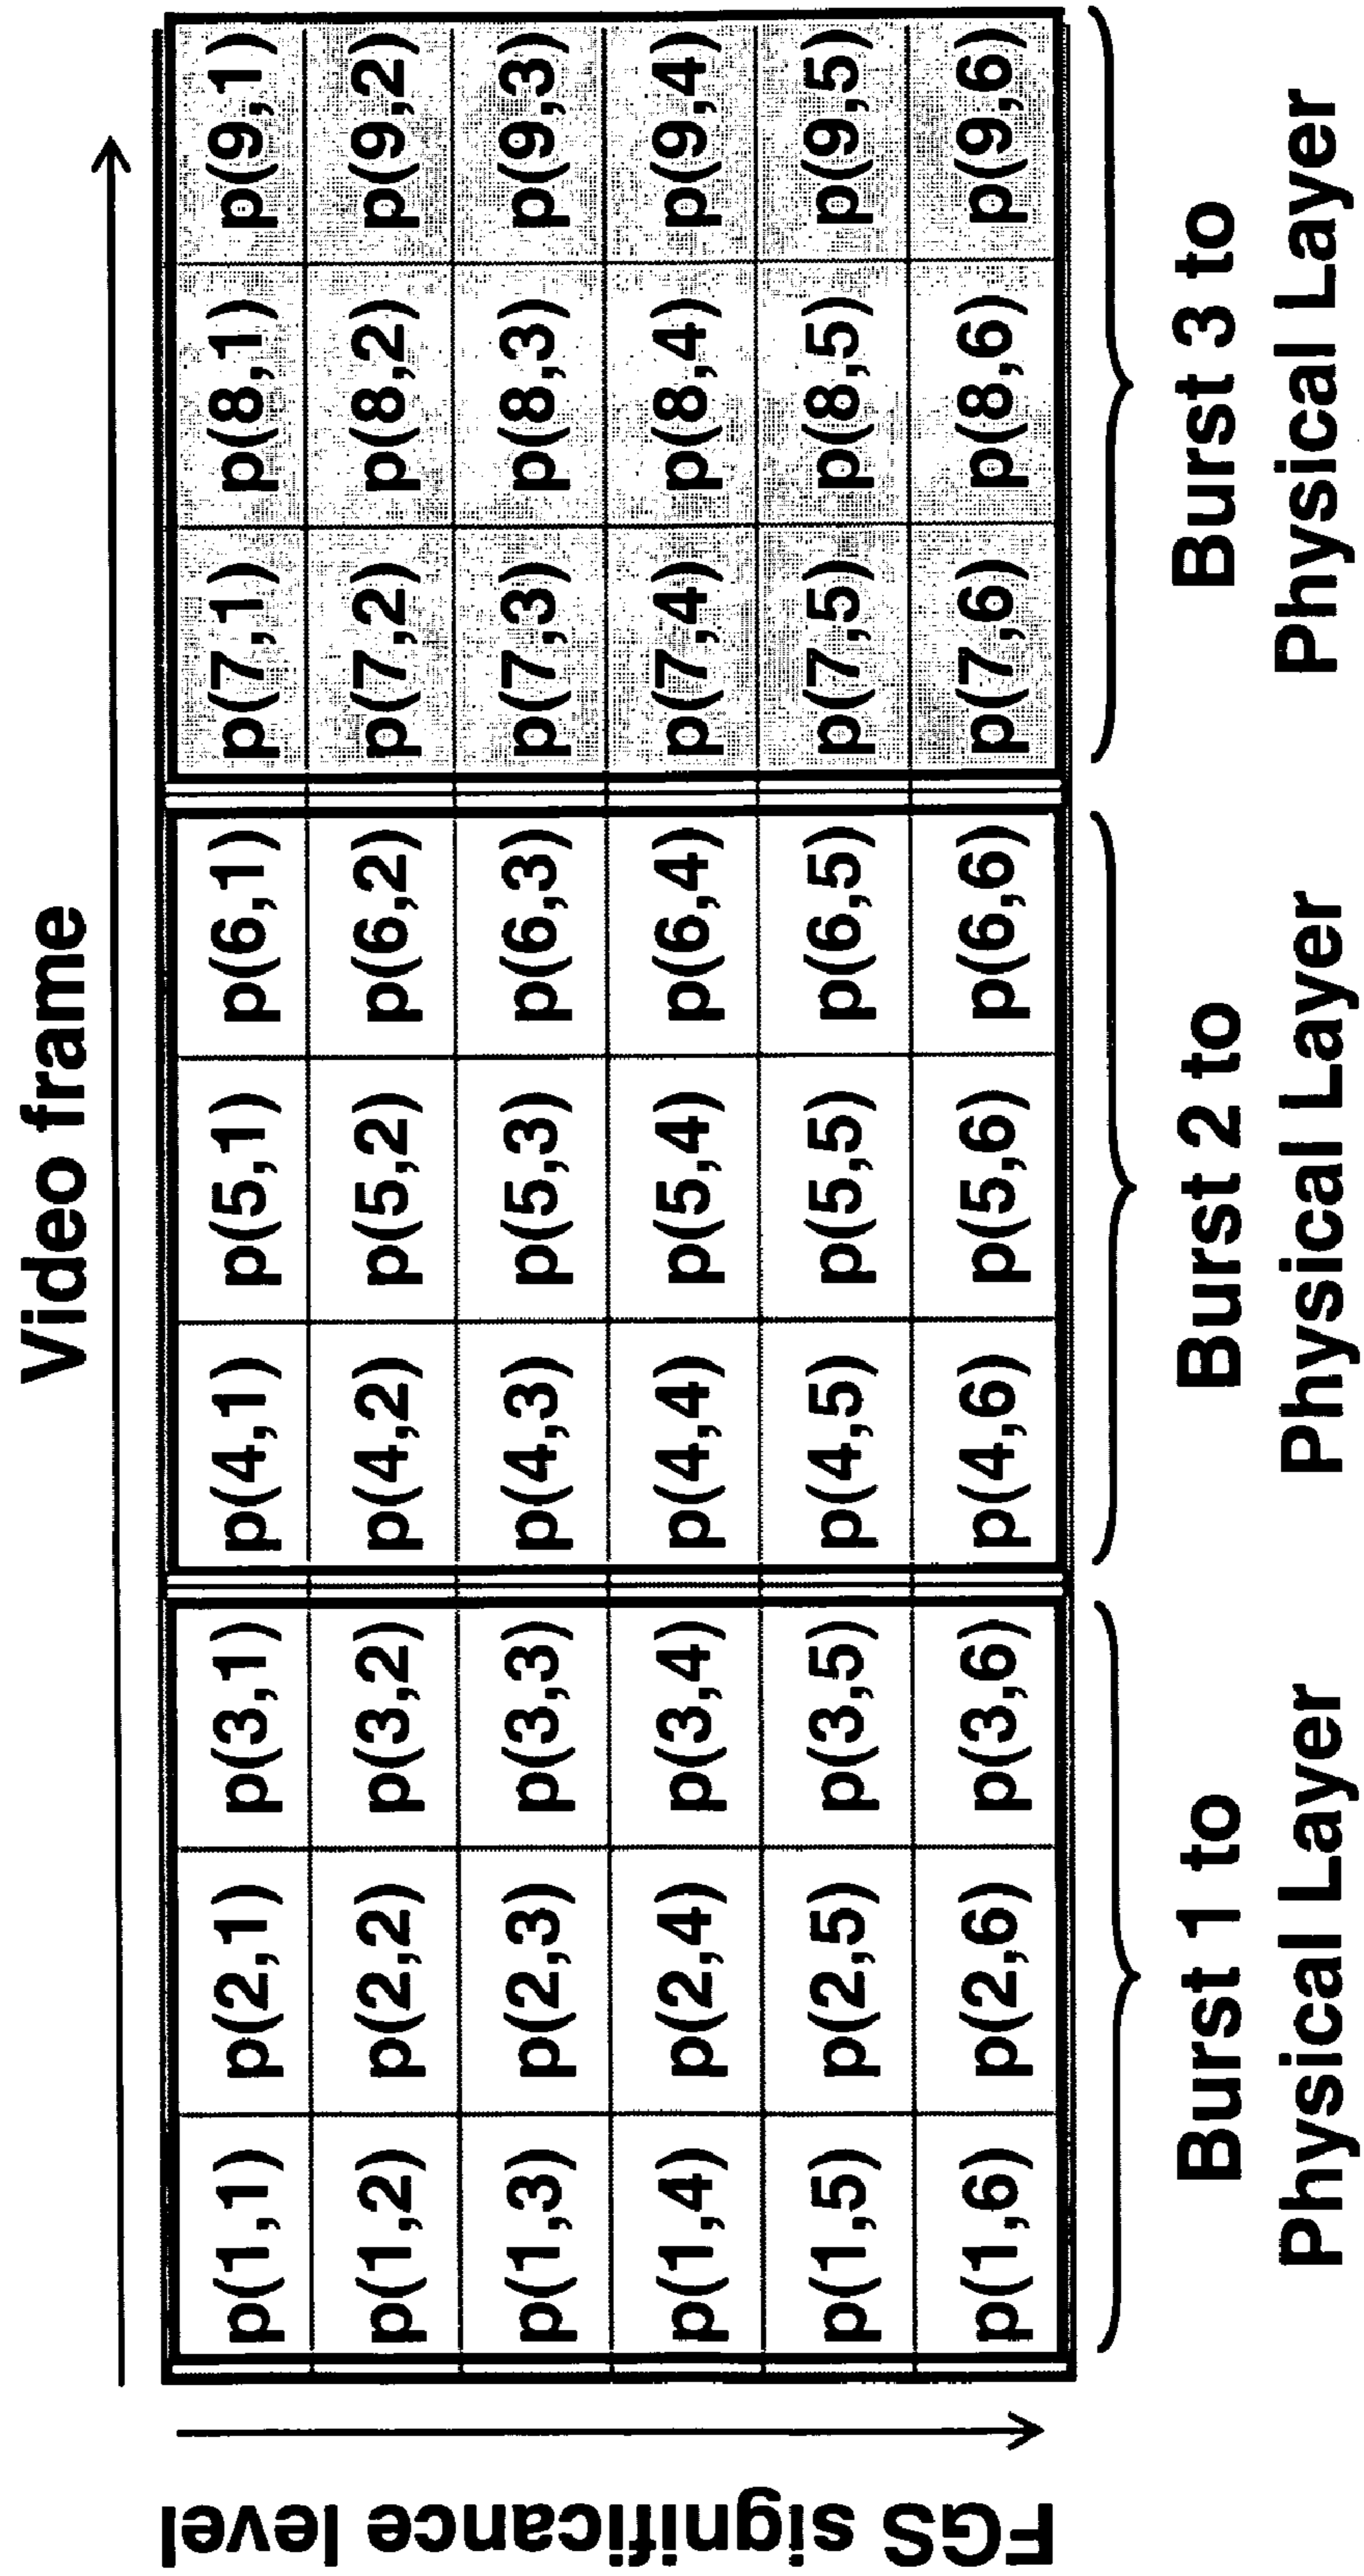 Video frame
FGS significance level
p(1,1) p(2,1) p(3,1) p(4,1) p(5,1) p(6,1) p(7,1) p(8,1) p(9,1)
p(1,2) p(2,2) p(3,2) p(4,2) p(5,2) p(6,2) p(7,2) p(8,2) p(9,2)
p(1,3) p(2,3) p(3,3) p(4,3) p(5,3) p(6,3) p(7,3) p(8,3) p(9,3)
p(1,4) p(2,4) p(3,4) p(4,4) p(5,4) p(6,4) p(7,4) p(8,4) p(9,4)
p(1,5) p(2,5) p(3,5) p(4,5) p(5,5) p(6,5) p(7,5) p(8,5) p(9,5)
p(1,6) p(2,6) p(3,6) p(4,6) p(5,6) p(6,6) p(7,6) p(8,6) p(9,6)
Burst 1 to
Physical Layer
Burst 2 to
Physical Layer
Burst 3 to
Physical Layer